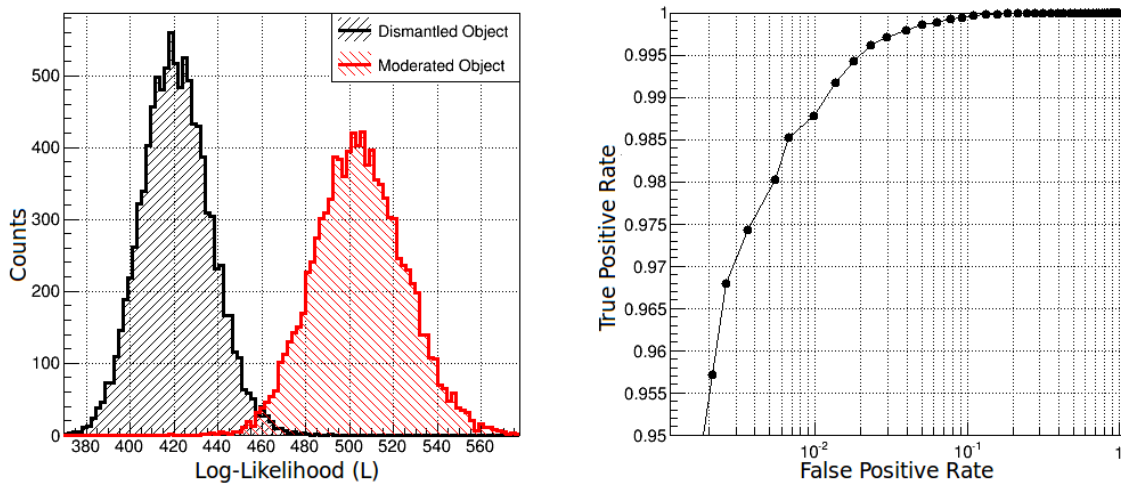 Dismantled Object
Moderated Object
500
400
300
200
100
0
Counts
380 400 420 440 460 480 500 520 540 560
Log-Likelihood (L)
1
0.995
0.99
0.985
0.98
0.975
0.97
0.965
0.96
0.955
0.95
True Positive Rate
10-2 10-1 1
False Positive Rate